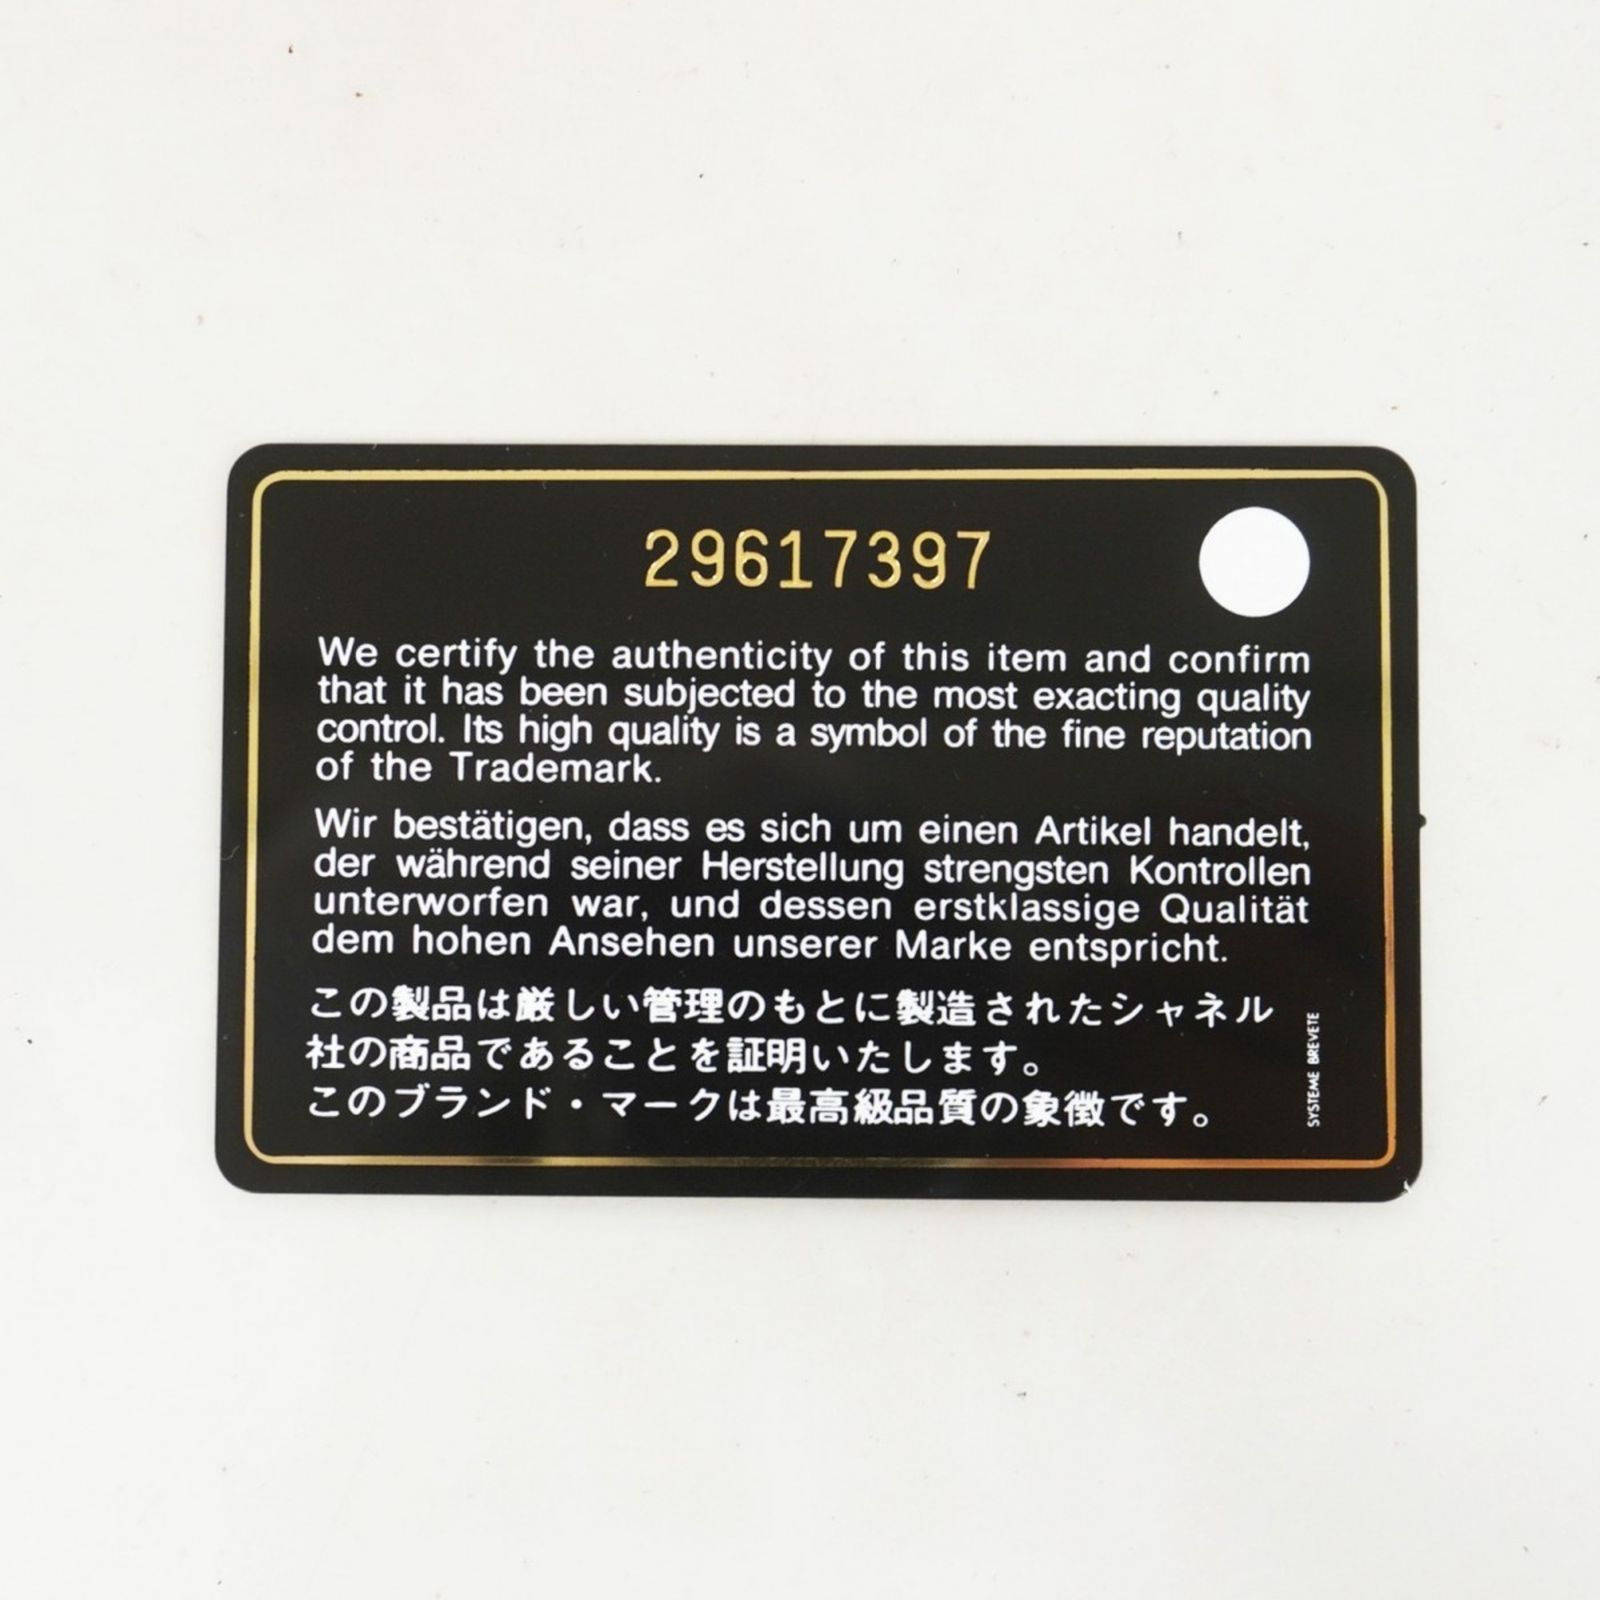 29617397
We certify the authenticity of this item and confirm
that it has been subjected to the most exacting quality
control. Its high quality is a symbol of the fine reputation
of the Trademark.
Wir bestätigen, dass es sich um einen Artikel handelt,
der während seiner Herstellung strengsten Kontrollen
unterworfen war, und dessen erstklassige Qualität
dem hohen Ansehen unserer Marke entspricht.
この製品は厳しい管理のもとに製造されたシャネル
社の商品であることを証明いたします。
このブランド・マークは最高級品質の象徴です。
SYSTEME BREVETE